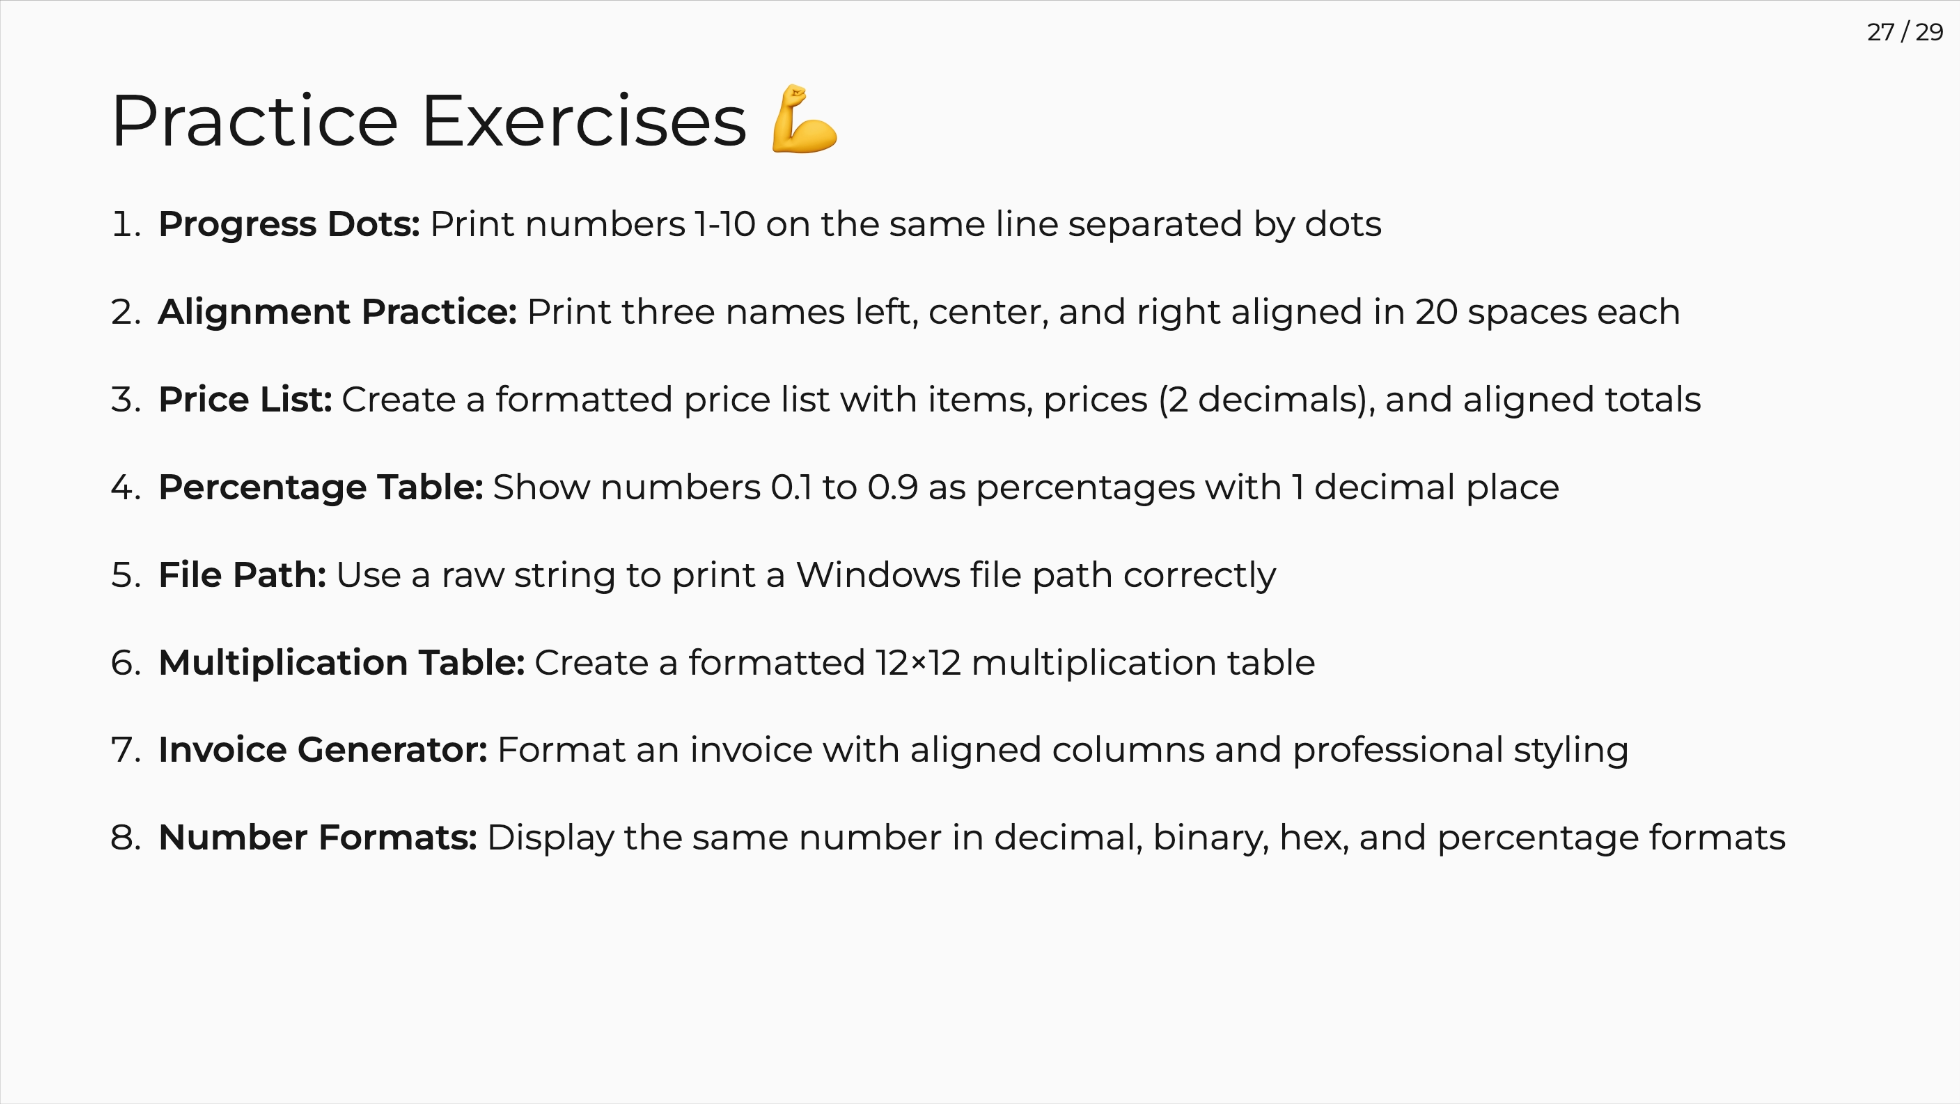 27 / 29
Practice Exercises 💪
1. Progress Dots: Print numbers 1-10 on the same line separated by dots
2. Alignment Practice: Print three names left, center, and right aligned in 20 spaces each
3. Price List: Create a formatted price list with items, prices (2 decimals), and aligned totals
4. Percentage Table: Show numbers 0.1 to 0.9 as percentages with 1 decimal place
5. File Path: Use a raw string to print a Windows file path correctly
6. Multiplication Table: Create a formatted 12×12 multiplication table
7. Invoice Generator: Format an invoice with aligned columns and professional styling
8. Number Formats: Display the same number in decimal, binary, hex, and percentage formats